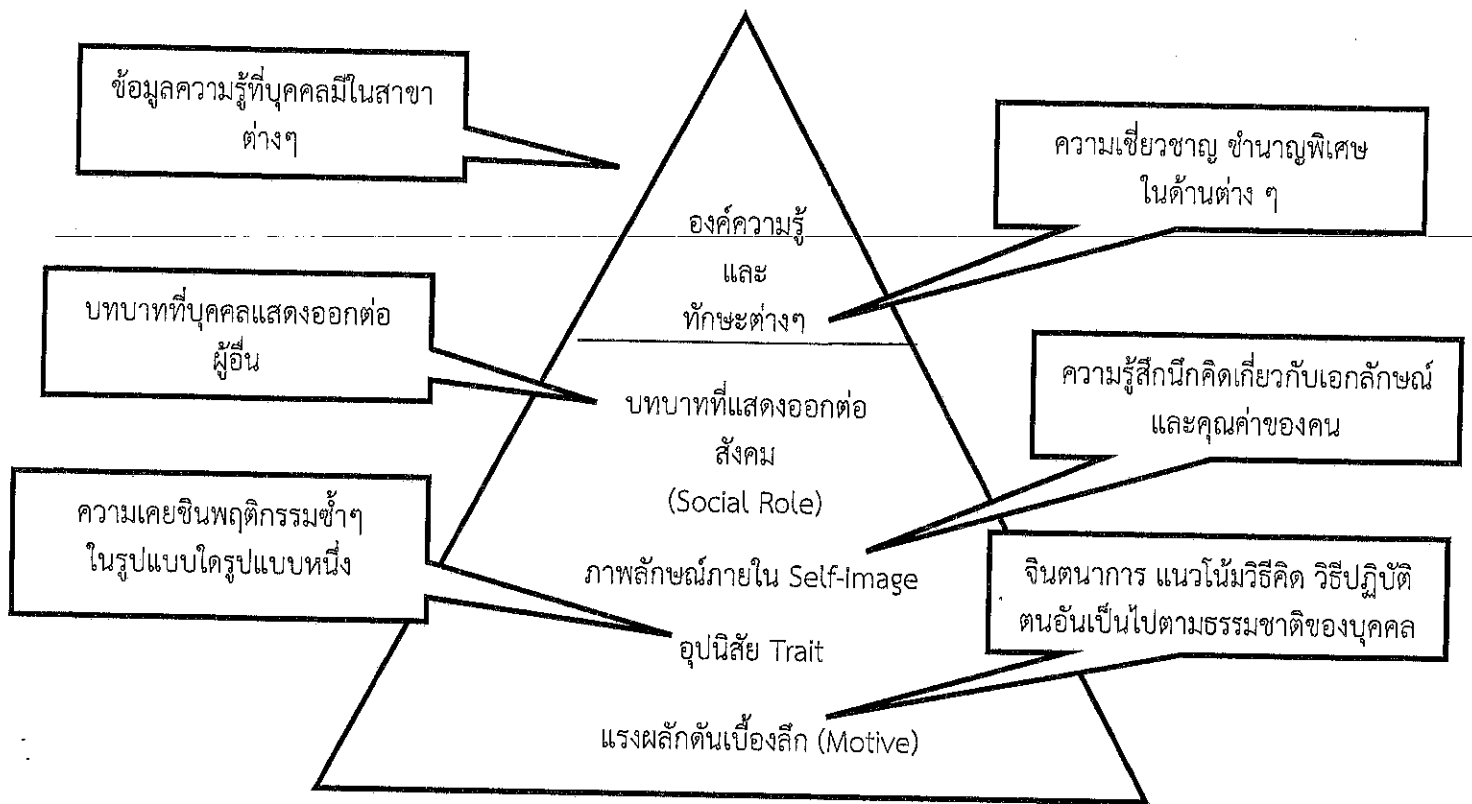 ข้อมูลความรู้ที่บุคคลมีในสาขา
ต่างๆ
ความเชี่ยวชาญ ชำนาญพิเศษ
ในด้านต่าง ๆ
องค์ความรู้
และ
ทักษะต่างๆ
บทบาทที่บุคคลแสดงออกต่อ
ผู้อื่น
ความรู้สึกนึกคิดเกี่ยวกับเอกลักษณ์
และคุณค่าของคน
บทบาทที่แสดงออกต่อ
สังคม
(Social Role)
ความเคยชินพฤติกรรมซ้ำๆ
ในรูปแบบใดรูปแบบหนึ่ง
ภาพลักษณ์ภายใน Self-Image
จินตนาการ แนวโน้มวิธีคิด วิธีปฏิบัติ
ตนอันเป็นไปตามธรรมชาติของบุคคล
อุปนิสัย Trait
แรงผลักดันเบื้องลึก (Motive)